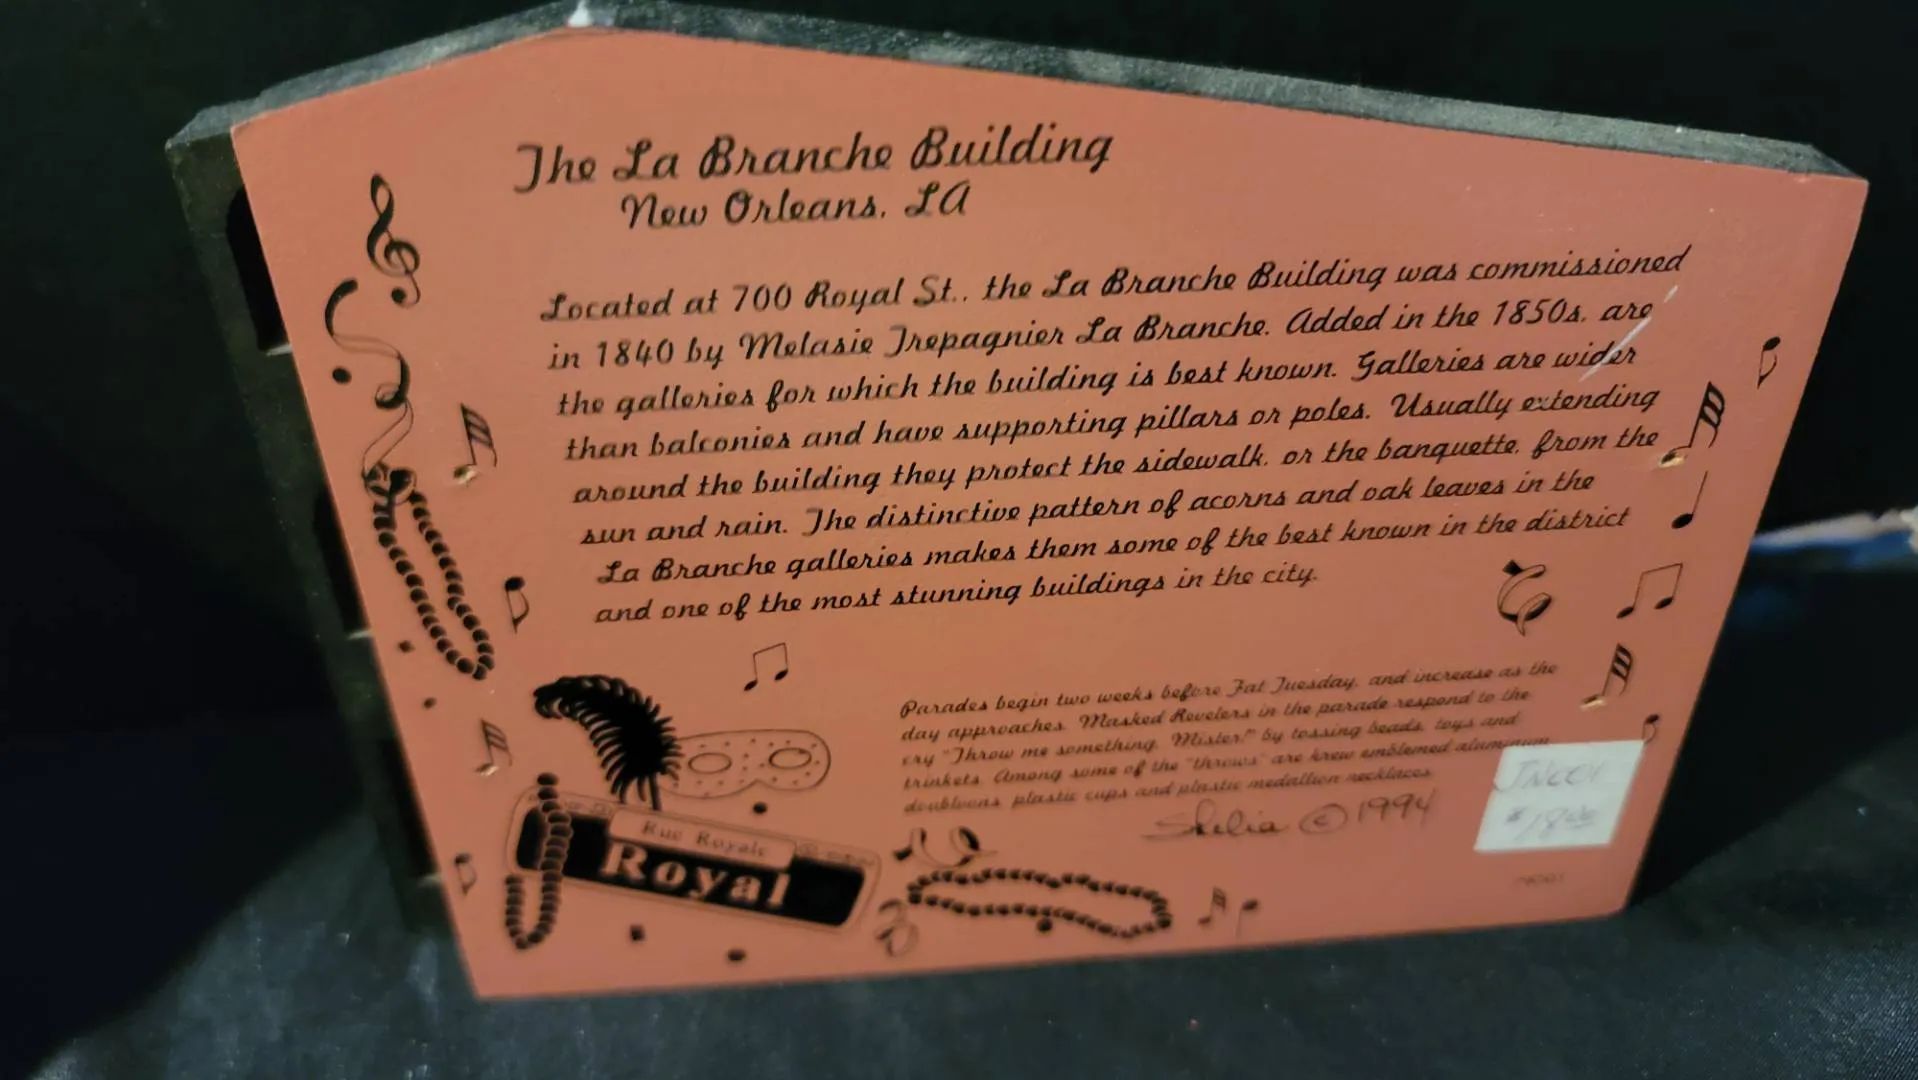 The La Branche Building
New Orleans, LA
Located at 700 Royal St., the La Branche Building was commissioned
in 1840 by Melasie Trepagnier La Branche. Added in the 1850s, are
the galleries for which the building is best known. Galleries are wider
than balconies and have supporting pillars or poles. Usually extending
around the building they protect the sidewalk, or the banquette, from the
sun and rain. The distinctive pattern of acorns and oak leaves in the
La Branche galleries makes them some of the best known in the district
and one of the most stunning buildings in the city.
Parades begin two weeks before Fat Tuesday, and increase as the
day approaches. Masked Revelers in the parade respond to the
cry "Throw me something, Mister!" by tossing beads, toys and
trinkets. Among some of the "throws" are krew emblemed aluminum
doubloons, plastic cups and plastic medallion necklaces.
Shelia © 1994
Rue Royale
Royal
$18.00